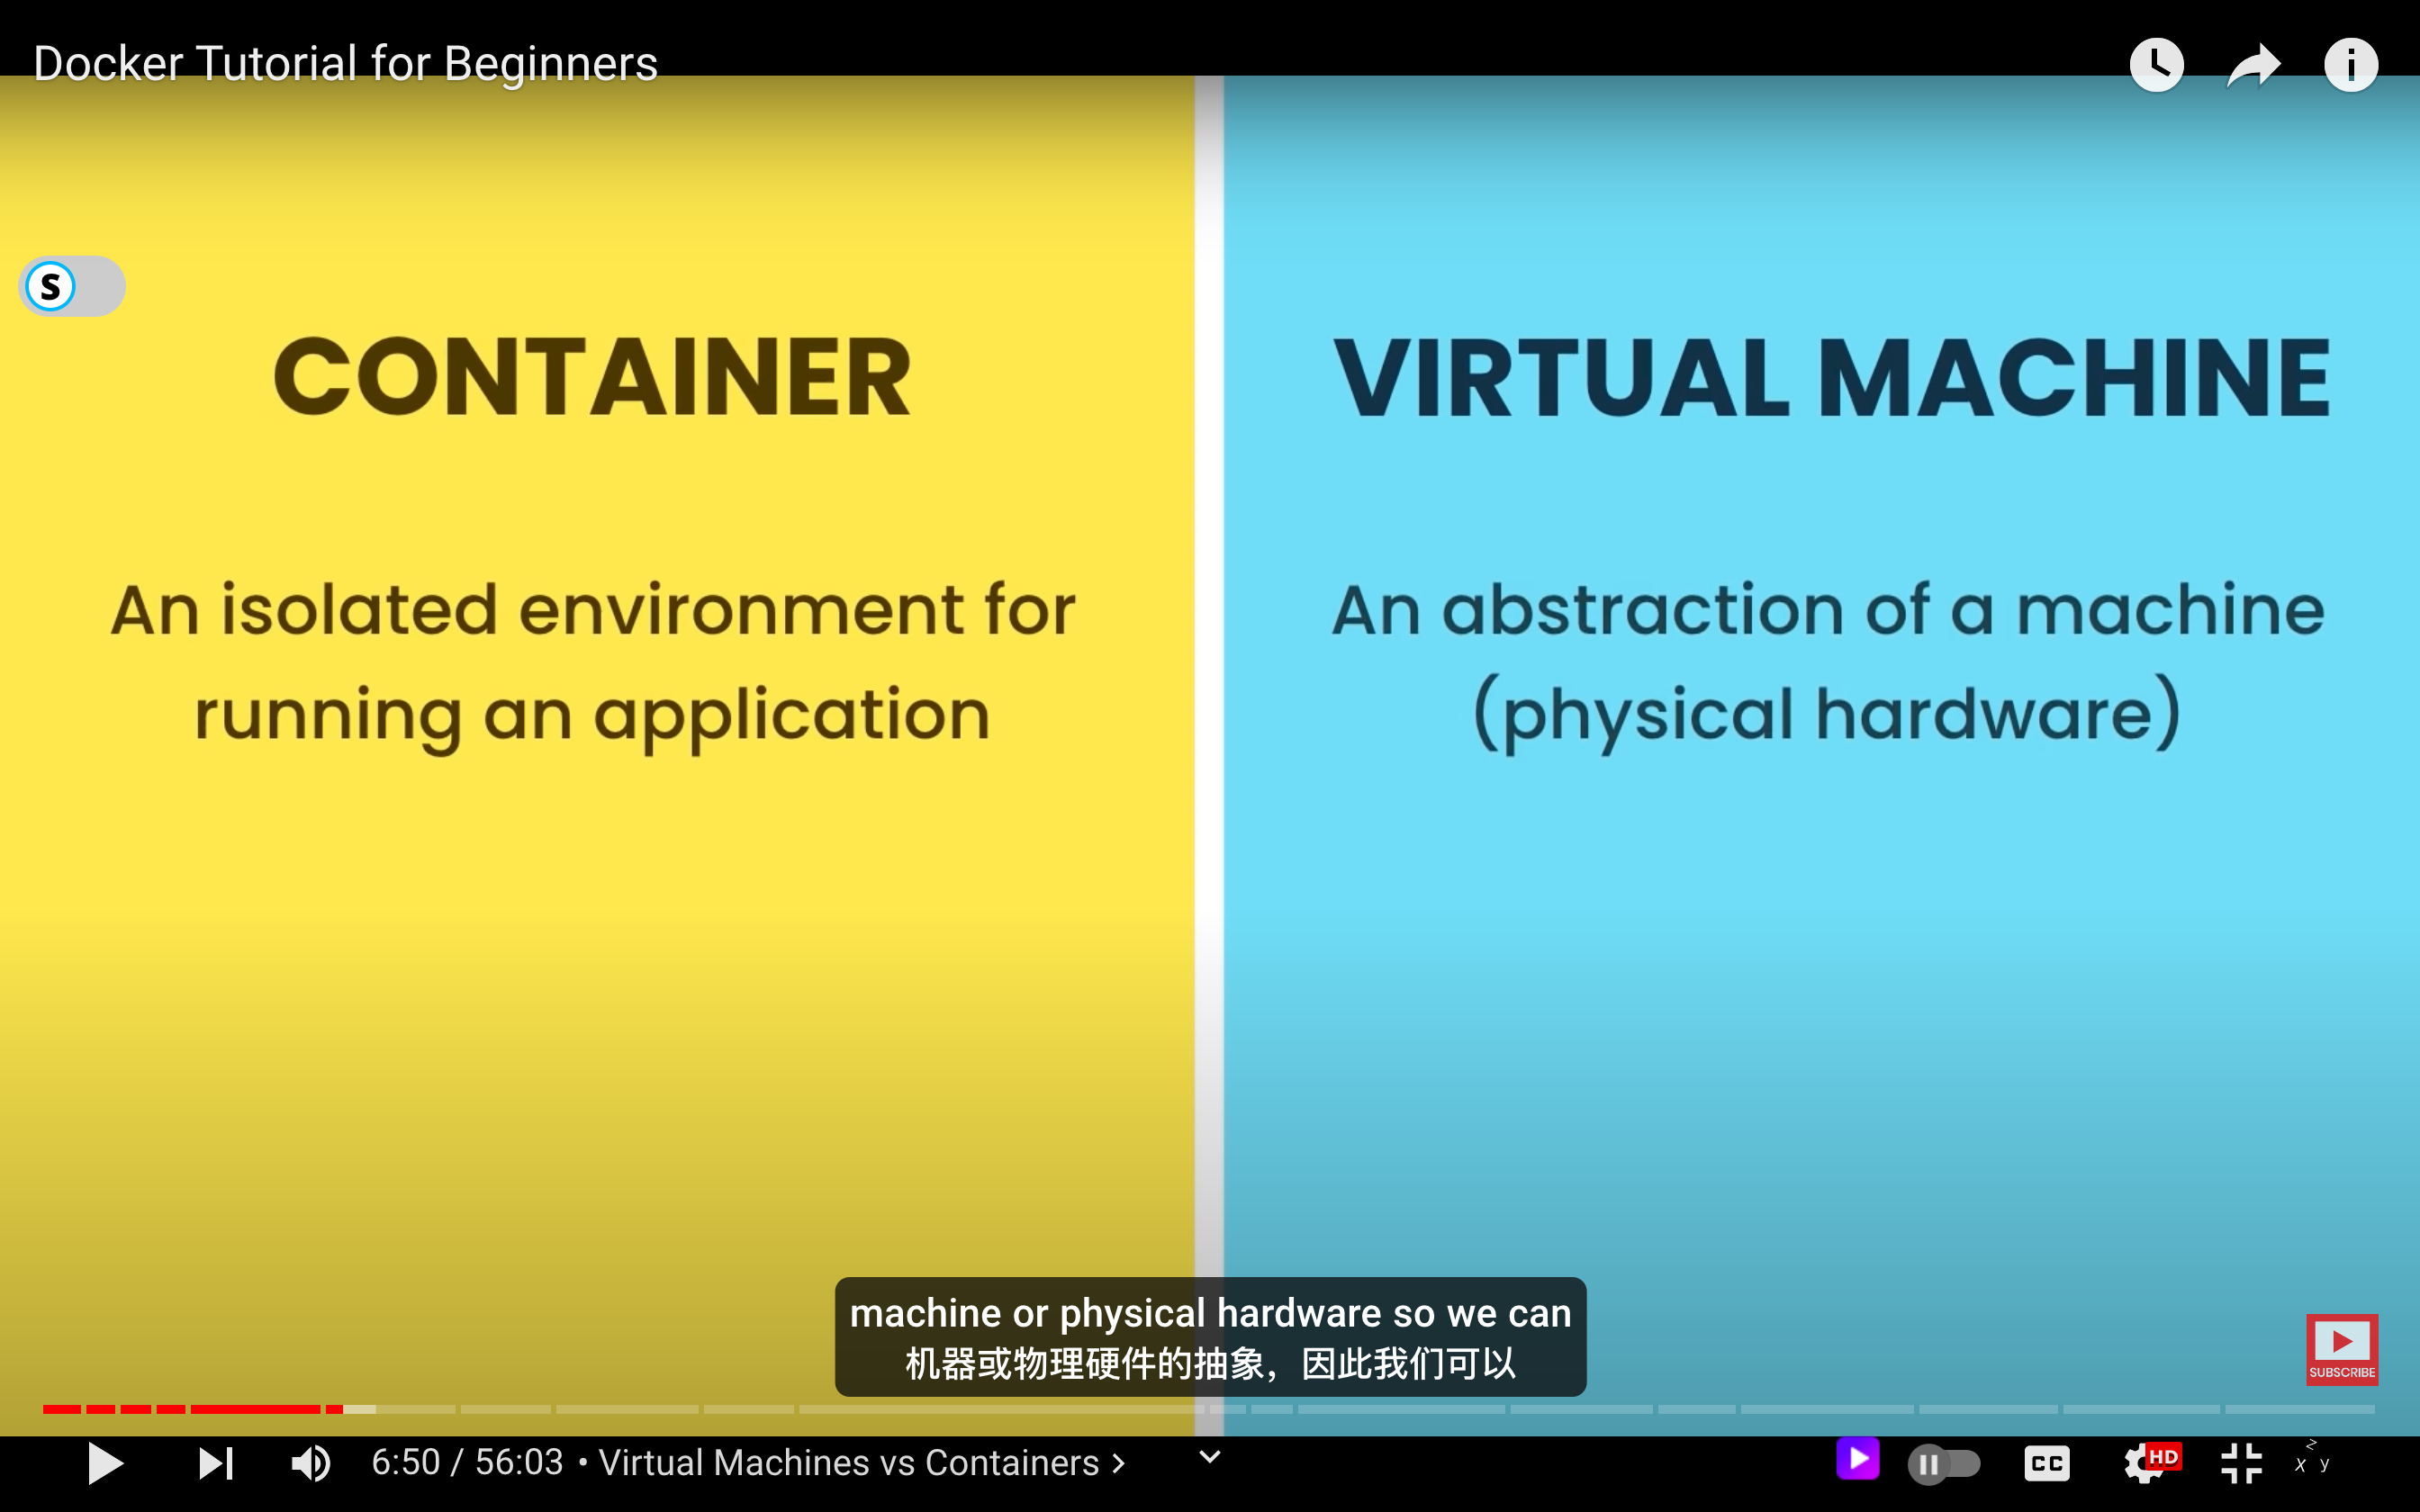 Docker Tutorial for Beginners
S
CONTAINER
An isolated environment for
running an application
VIRTUAL MACHINE
An abstraction of a machine
(physical hardware)
machine or physical hardware so we can
机器或物理硬件的抽象，因此我们可以
SUBSCRIBE
6:50 / 56:03 • Virtual Machines vs Containers >
CC
HD
z
x y